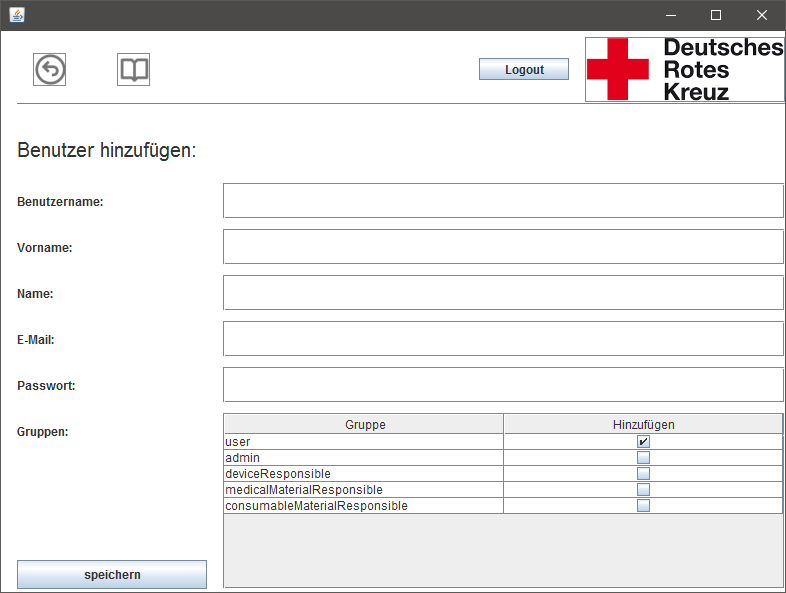 Logout
Deutsches
Rotes
Kreuz
Benutzer hinzufügen:
Benutzername:
Vorname:
Name:
E-Mail:
Passwort:
Gruppen:
Gruppe Hinzufügen
user
admin
deviceResponsible
medicalMaterialResponsible
consumableMaterialResponsible
speichern